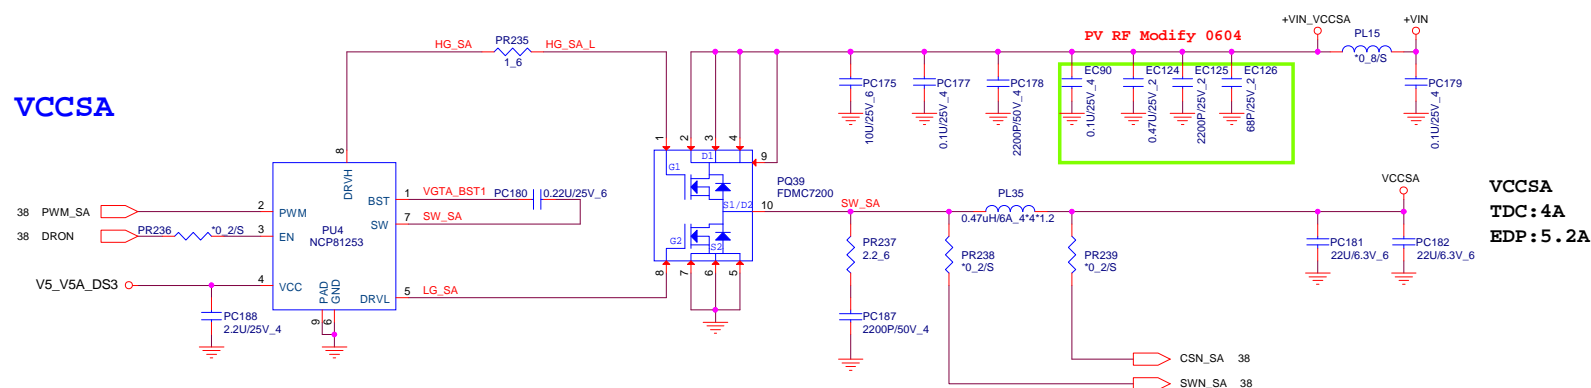 VCCSA
HG_SA
PR235
1_6
HG_SA_L
PV RF Modify 0604
+VIN_VCCSA
+VIN
PL15
*0_8/S
PC175
10U/25V_6
PC177
0.1U/25V_4
PC178
2200P/50V_4
EC90
0.1U/25V_4
EC124
0.47U/25V_2
EC125
2200P/25V_2
EC126
68P/25V_2
PC179
0.1U/25V_4
8
DRVH
1
2
3
4
9
D1
G1
PQ39
FDMC7200
S1/D2
10
G2
S2
8
7
6
5
38 PWM_SA
2
PWM
38 DRON
PR236
*0_2/S
3
EN
PU4
NCP81253
BST
1
VGTA_BST1
PC180
0.22U/25V_6
SW
7
SW_SA
V5_V5A_DS3
4
VCC
PAD
GND
9
6
DRVL
5
LG_SA
PC188
2.2U/25V_4
SW_SA
PL35
0.47uH/6A_4*4*1.2
VCCSA
PR237
2.2_6
PR238
*0_2/S
PR239
*0_2/S
PC187
2200P/50V_4
PC181
22U/6.3V_6
PC182
22U/6.3V_6
VCCSA
TDC:4A
EDP:5.2A
CSN_SA 38
SWN_SA 38